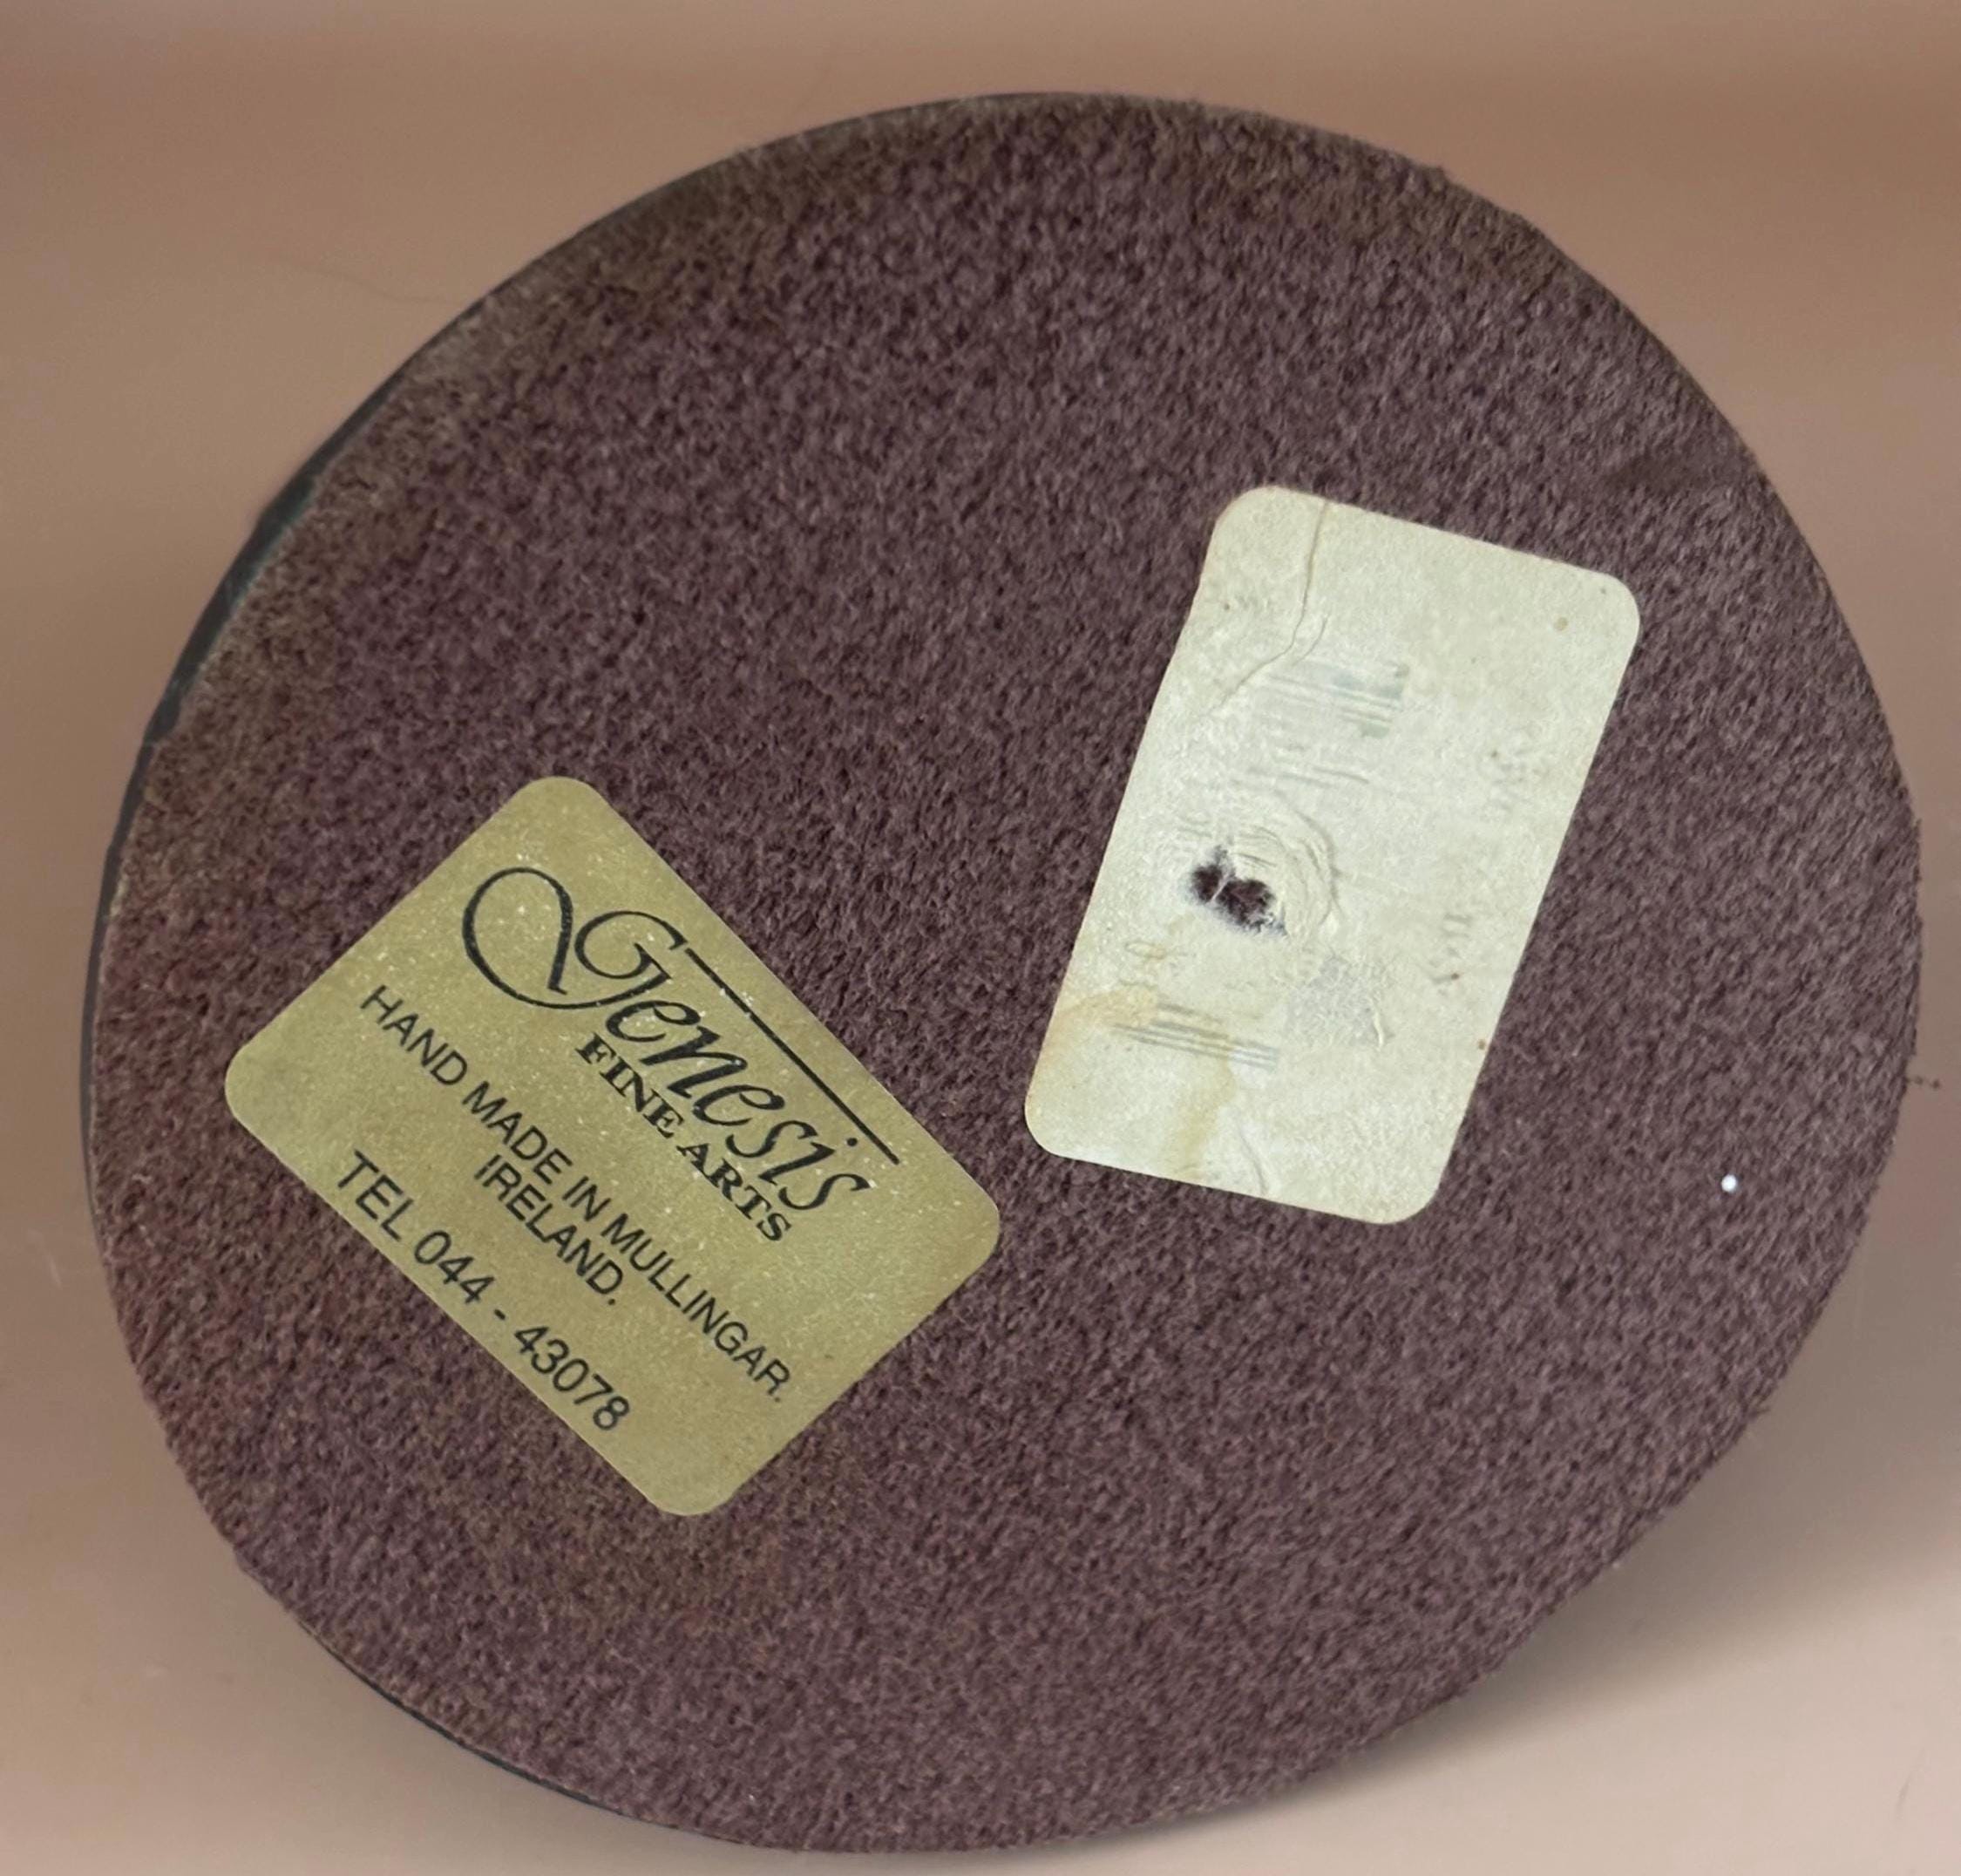 Genesis
FINE ARTS
HAND MADE IN MULLINGAR.
IRELAND.
TEL 044 - 43078